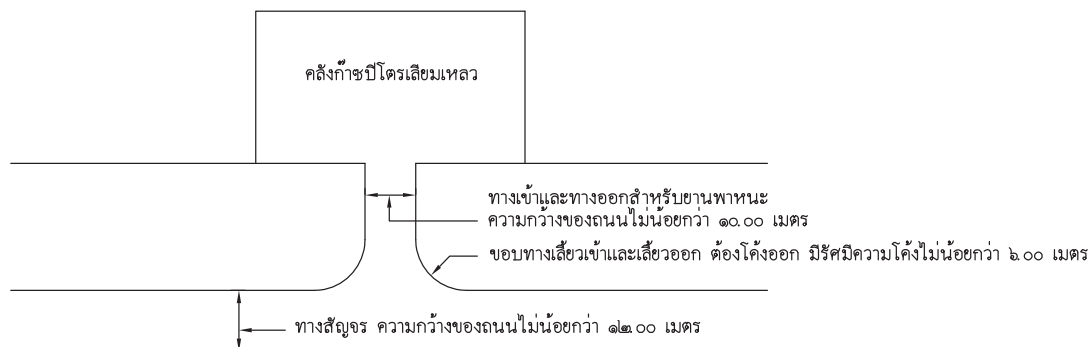 คลังก๊าซปิโตรเลียมเหลว
ทางเข้าและทางออกสำหรับยานพาหนะ
ความกว้างของถนนไม่น้อยกว่า ๑๐.๐๐ เมตร
ขอบทางเลี้ยวเข้าและเลี้ยวออก ต้องโค้งออก มีรัศมีความโค้งไม่น้อยกว่า ๖.๐๐ เมตร
ทางสัญจร ความกว้างของถนนไม่น้อยกว่า ๑๒.๐๐ เมตร